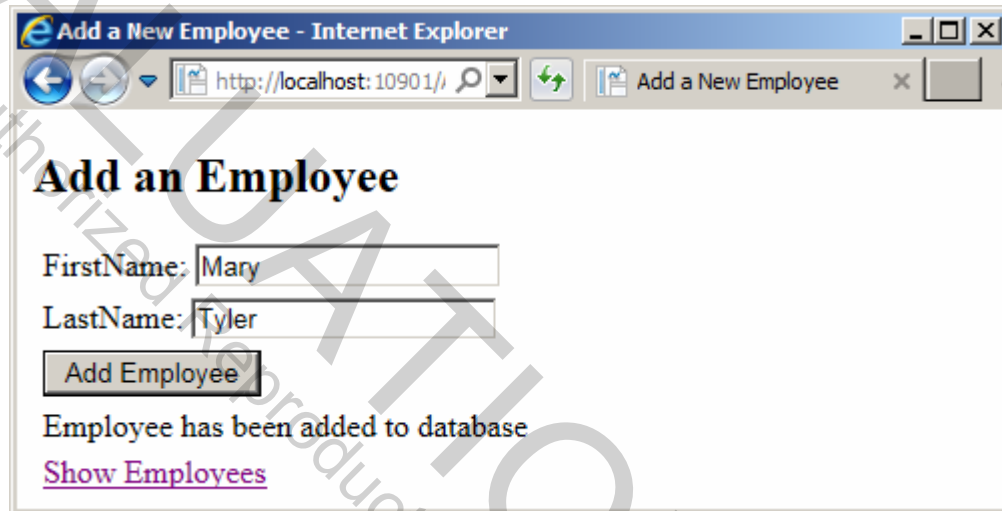 Add a New Employee - Internet Explorer
http://localhost:10901/ Add a New Employee
Add an Employee
FirstName: Mary
LastName: Tyler
Add Employee
Employee has been added to database
Show Employees